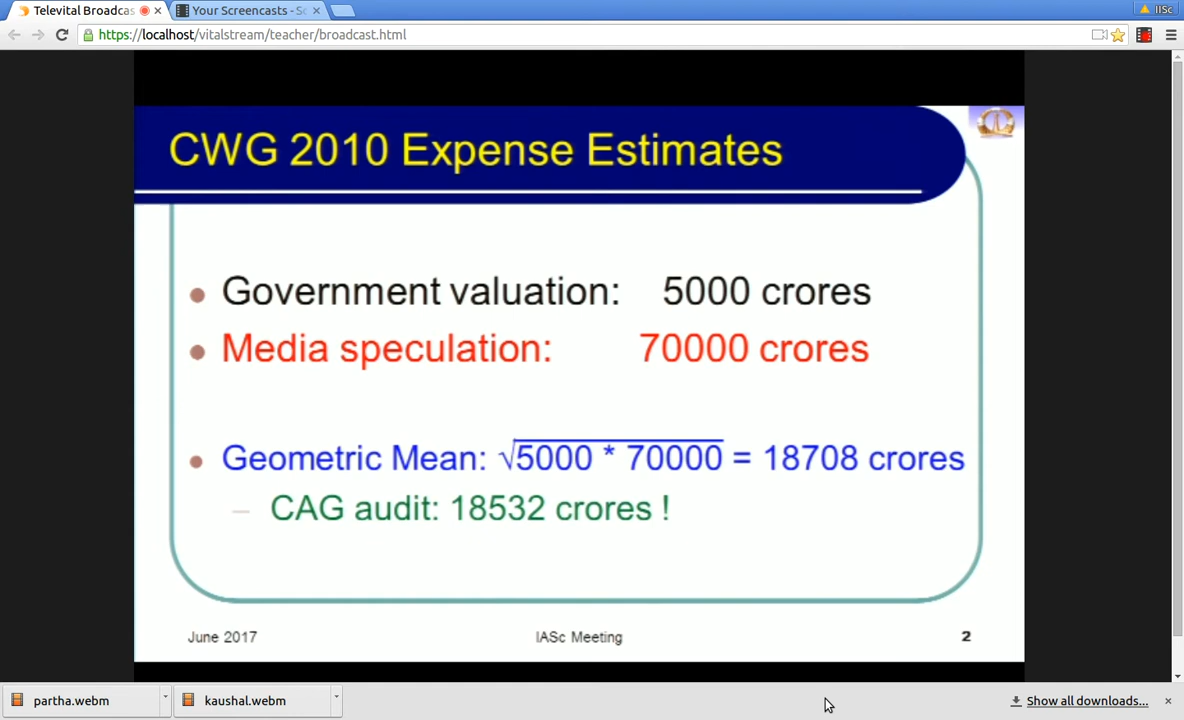 Televital Broadcas
Your Screencasts - Sc
IISc
https://localhost/vitalstream/teacher/broadcast.html
CWG 2010 Expense Estimates
Government valuation: 5000 crores
Media speculation: 70000 crores
Geometric Mean: √5000 * 70000 = 18708 crores
– CAG audit: 18532 crores !
June 2017
IASc Meeting
2
partha.webm
kaushal.webm
Show all downloads...